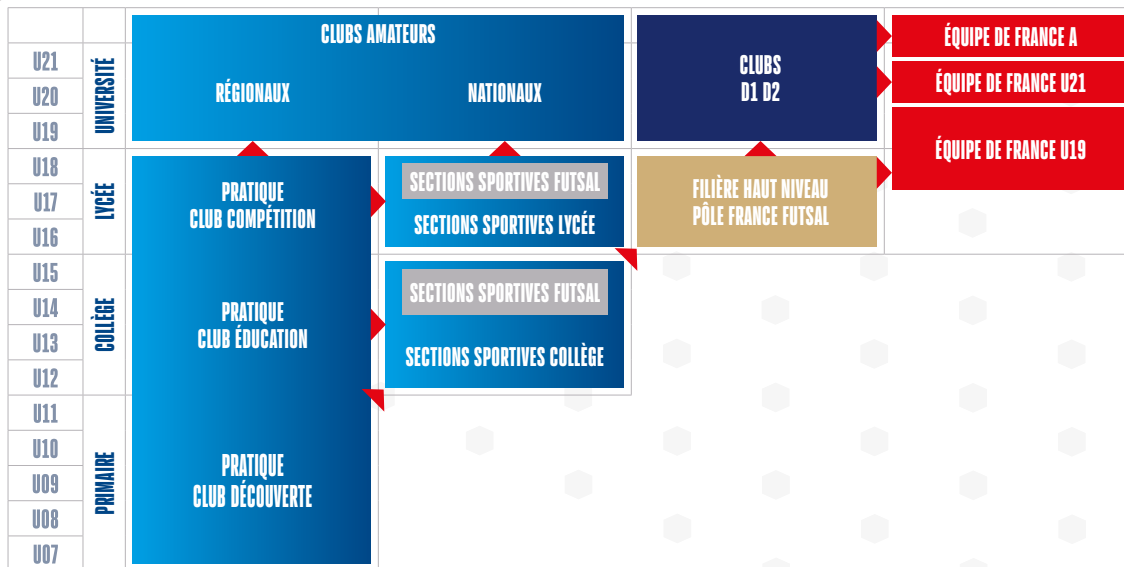 CLUBS AMATEURS
RÉGIONAUX
NATIONAUX
CLUBS
D1 D2
ÉQUIPE DE FRANCE A
ÉQUIPE DE FRANCE U21
ÉQUIPE DE FRANCE U19
U21
U20
U19
UNIVERSITÉ
U18
U17
U16
LYCÉE
PRATIQUE
CLUB COMPÉTITION
SECTIONS SPORTIVES FUTSAL
SECTIONS SPORTIVES LYCÉE
FILIÈRE HAUT NIVEAU
PÔLE FRANCE FUTSAL
U15
U14
U13
U12
COLLÈGE
PRATIQUE
CLUB ÉDUCATION
SECTIONS SPORTIVES FUTSAL
SECTIONS SPORTIVES COLLÈGE
U11
U10
U09
U08
U07
PRIMAIRE
PRATIQUE
CLUB DÉCOUVERTE